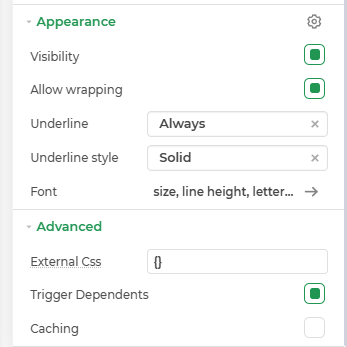 Appearance
Visibility
Allow wrapping
Underline Always ×
Underline style Solid ×
Font size, line height, letter... →
Advanced
External Css {}
Trigger Dependents
Caching